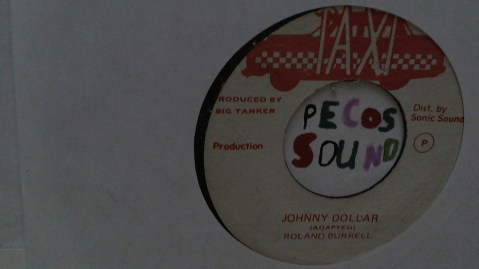 TAXI
PRODUCED BY
BIG TANKER
Dist. by
Sonic Sound
Production
P
PECOS
SOUND
JOHNNY DOLLAR
(ADAPTED)
ROLAND BURRELL